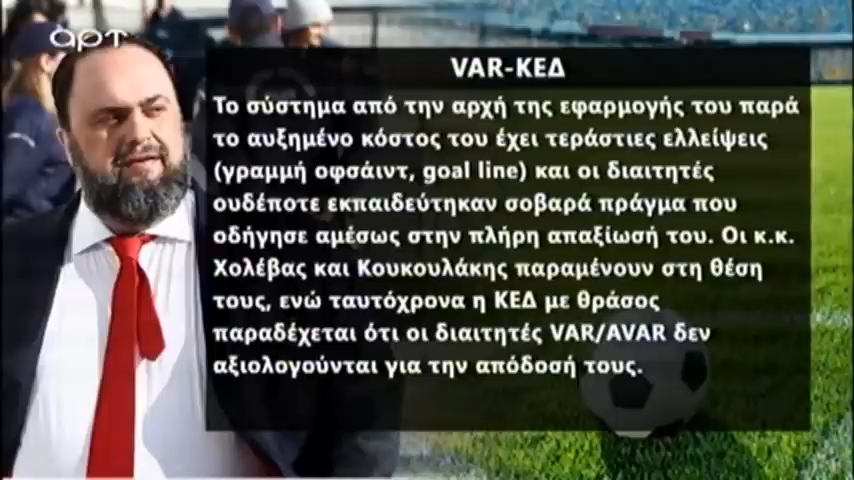 αρτ
VAR-ΚΕΔ
Το σύστημα από την αρχή της εφαρμογής του παρά
το αυξημένο κόστος του έχει τεράστιες ελλείψεις
(γραμμή οφσάιντ, goal line) και οι διαιτητές
ουδέποτε εκπαιδεύτηκαν σοβαρά πράγμα που
οδήγησε αμέσως στην πλήρη απαξίωσή του. Οι κ.κ.
Χολέβας και Κουκουλάκης παραμένουν στη θέση
τους, ενώ ταυτόχρονα η ΚΕΔ με θράσος
παραδέχεται ότι οι διαιτητές VAR/AVAR δεν
αξιολογούνται για την απόδοσή τους.